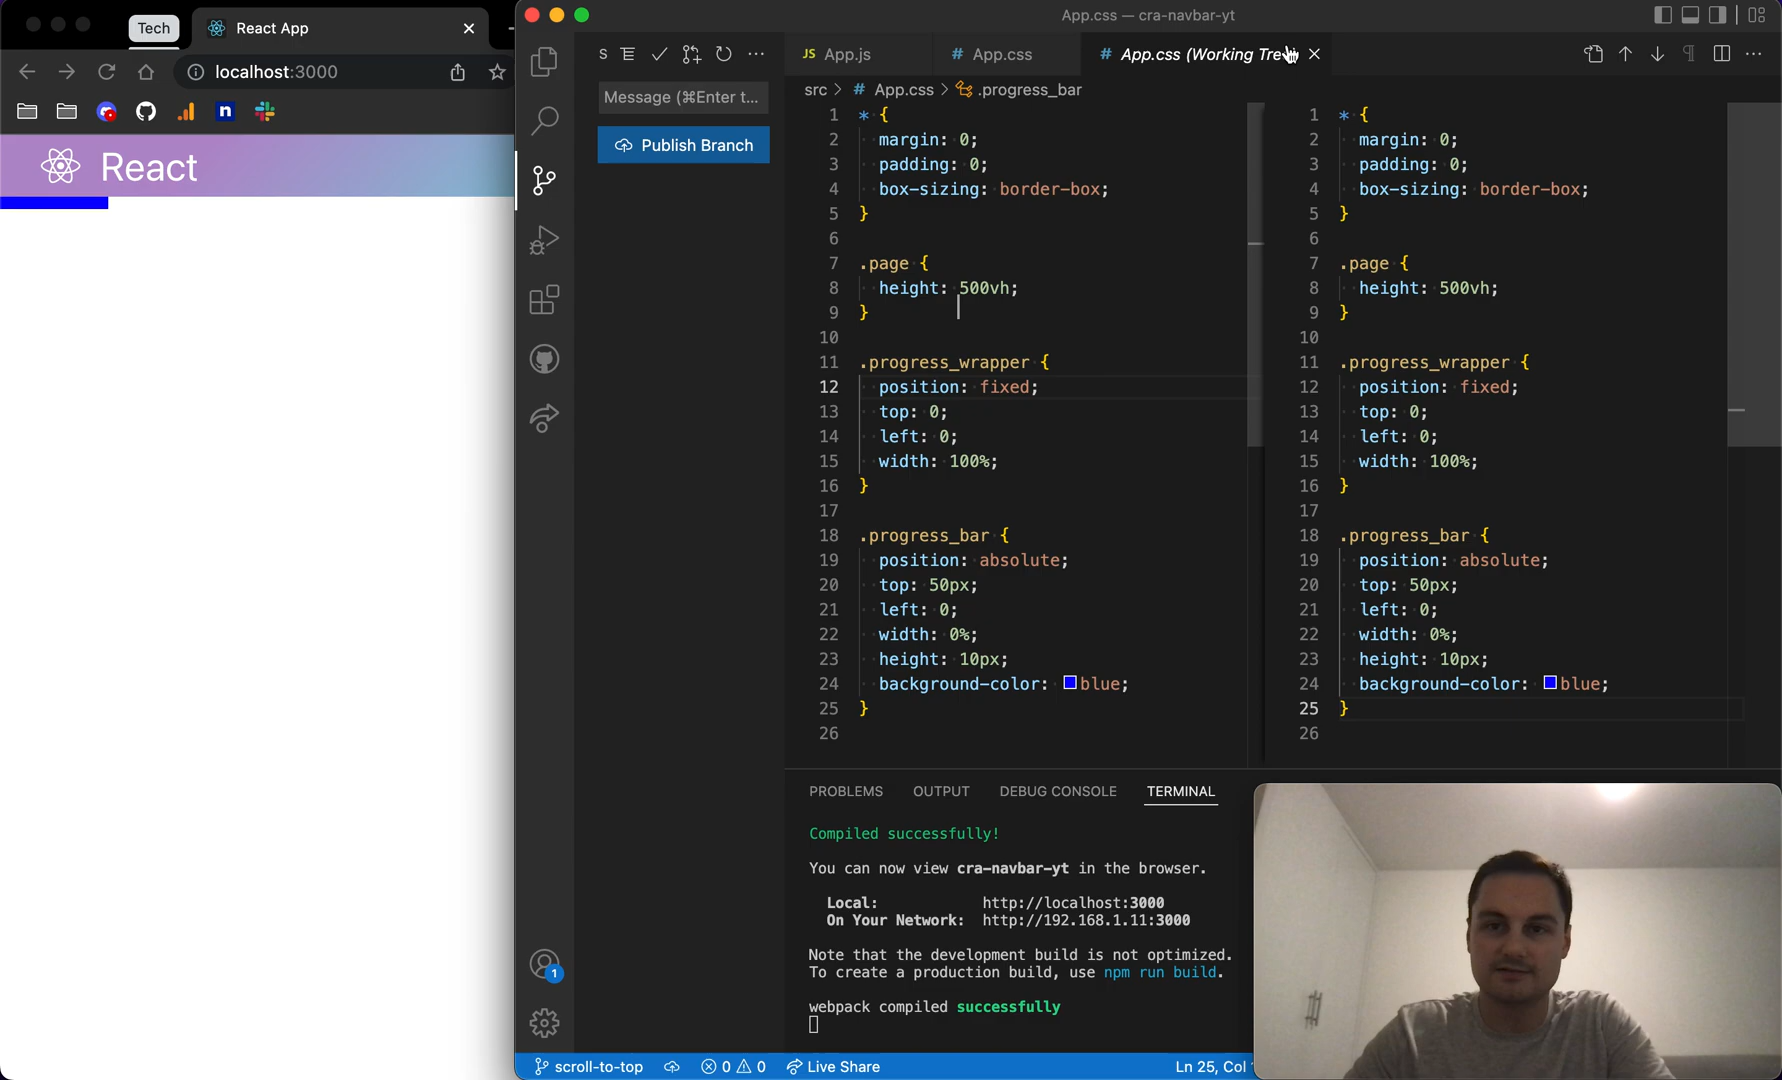 Tech
React App
localhost:3000
React
App.css — cra-navbar-yt
S
Message (⌘Enter t...
Publish Branch
JS App.js
# App.css
# App.css (Working Tre
src > # App.css > .progress_bar
1 * {
2 margin: 0;
3 padding: 0;
4 box-sizing: border-box;
5 }
6
7 .page {
8 height: 500vh;
9 }
10
11 .progress_wrapper {
12 position: fixed;
13 top: 0;
14 left: 0;
15 width: 100%;
16 }
17
18 .progress_bar {
19 position: absolute;
20 top: 50px;
21 left: 0;
22 width: 0%;
23 height: 10px;
24 background-color: blue;
25 }
26
1 * {
2 margin: 0;
3 padding: 0;
4 box-sizing: border-box;
5 }
6
7 .page {
8 height: 500vh;
9 }
10
11 .progress_wrapper {
12 position: fixed;
13 top: 0;
14 left: 0;
15 width: 100%;
16 }
17
18 .progress_bar {
19 position: absolute;
20 top: 50px;
21 left: 0;
22 width: 0%;
23 height: 10px;
24 background-color: blue;
25 }
26
PROBLEMS OUTPUT DEBUG CONSOLE TERMINAL
Compiled successfully!
You can now view cra-navbar-yt in the browser.
Local: http://localhost:3000
On Your Network: http://192.168.1.11:3000
Note that the development build is not optimized.
To create a production build, use npm run build.
webpack compiled successfully
1
scroll-to-top 0 0 Live Share Ln 25, Col